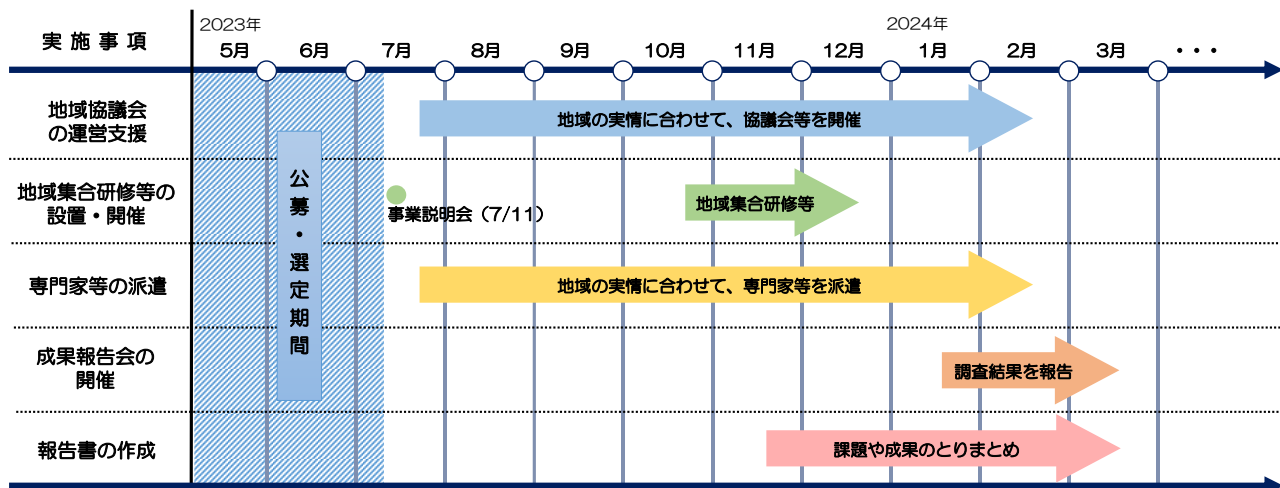 実施事項
2023年
2024年
5月 6月 7月 8月 9月 10月 11月 12月 1月 2月 3月 ・・・
地域協議会
の運営支援
地域の実情に合わせて、協議会等を開催
公募・選定期間
地域集合研修等の
設置・開催
事業説明会（7/11）
地域集合研修等
専門家等の派遣
地域の実情に合わせて、専門家等を派遣
成果報告会の
開催
調査結果を報告
報告書の作成
課題や成果のとりまとめ